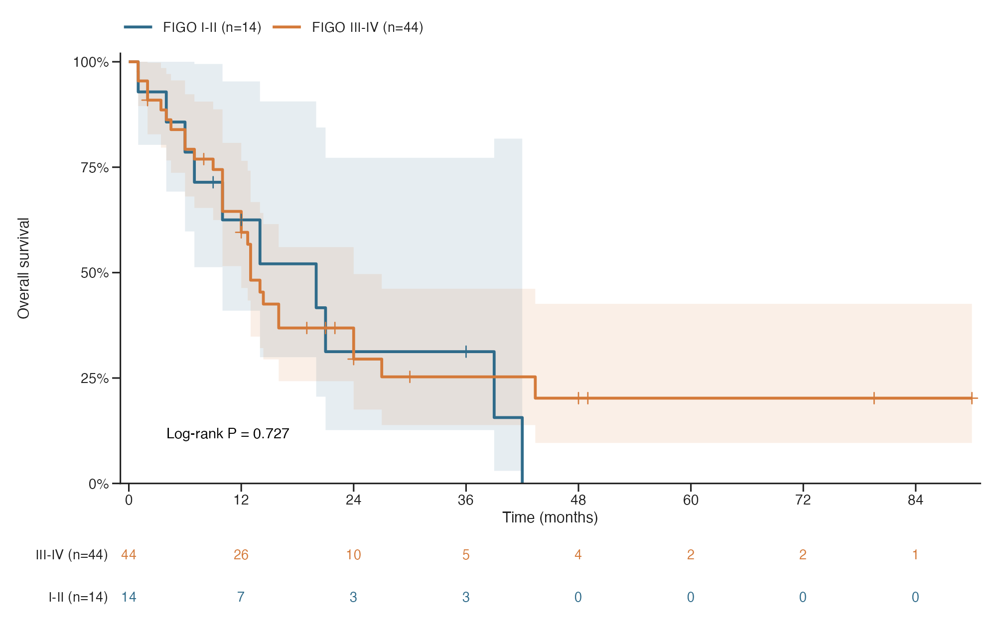 FIGO I-II (n=14) FIGO III-IV (n=44)
100%
75%
50%
25%
0%
Overall survival
Log-rank P = 0.727
0 12 24 36 48 60 72 84
Time (months)
III-IV (n=44) 44 26 10 5 4 2 2 1
I-II (n=14) 14 7 3 3 0 0 0 0